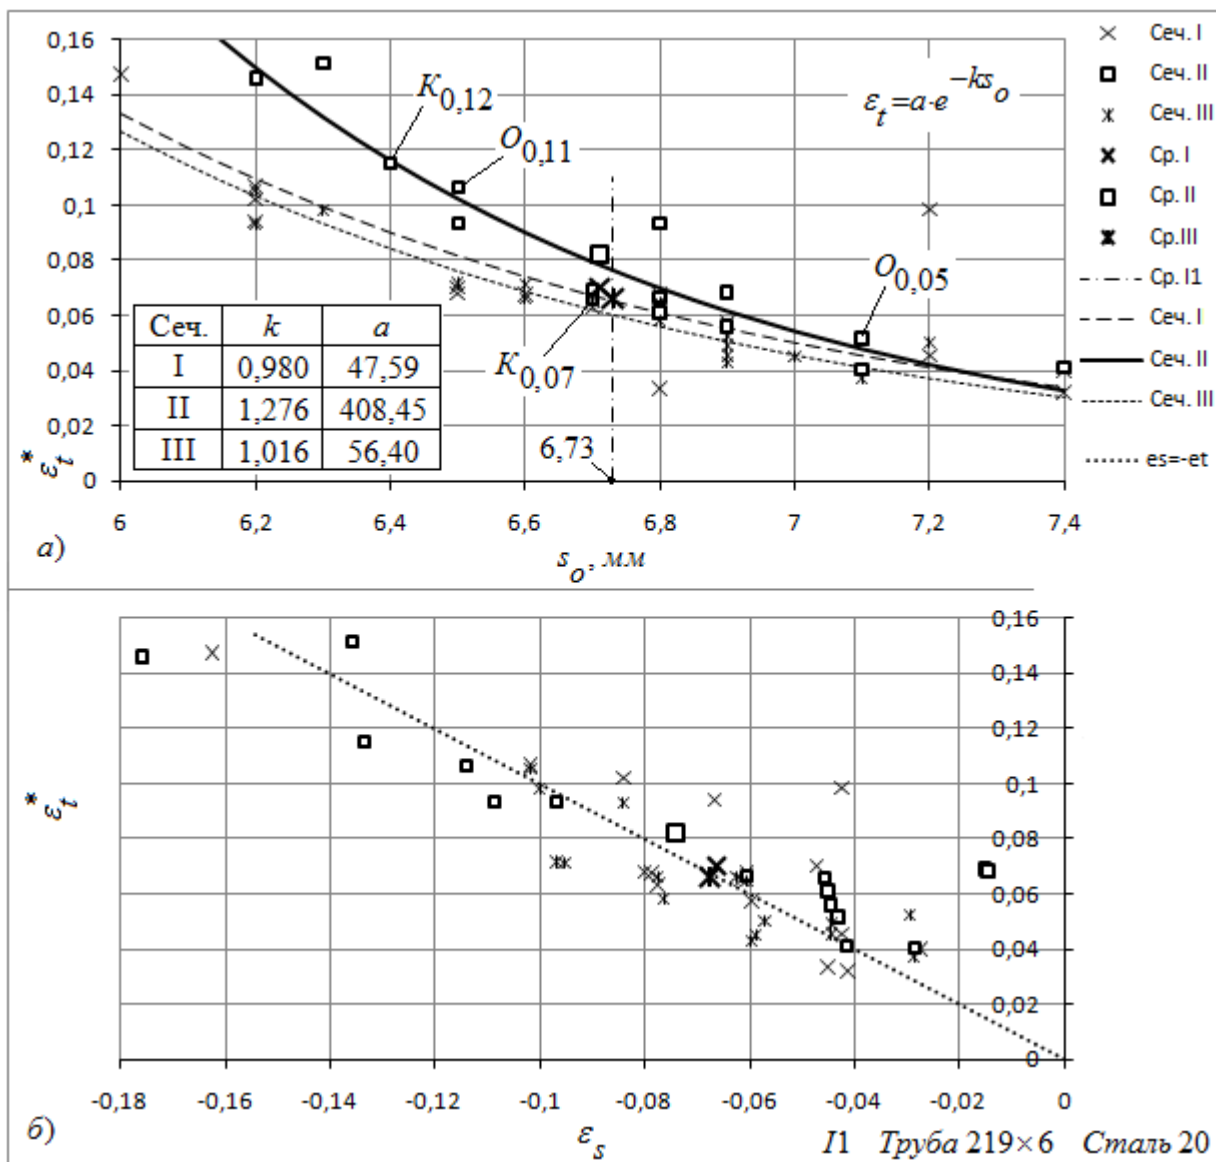 0,16
0,14
0,12
0,1
0,08
0,06
0,04
0,02
0
ε*t
K0,12
O0,11
εt=a·e−kso
O0,05
K0,07
6,73
Сеч. k a
I 0,980 47,59
II 1,276 408,45
III 1,016 56,40
6 6,2 6,4 6,6 6,8 7 7,2 7,4
а)
so, мм
Сеч. I
Сеч. II
Сеч. III
Ср. I
Ср. II
Ср.III
Ср. I1
Сеч. I
Сеч. II
Сеч. III
es=-et
0,16
0,14
0,12
0,1
0,08
0,06
0,04
0,02
0
ε*t
-0,18 -0,16 -0,14 -0,12 -0,1 -0,08 -0,06 -0,04 -0,02 0
б)
εs
I1 Труба 219×6 Сталь 20